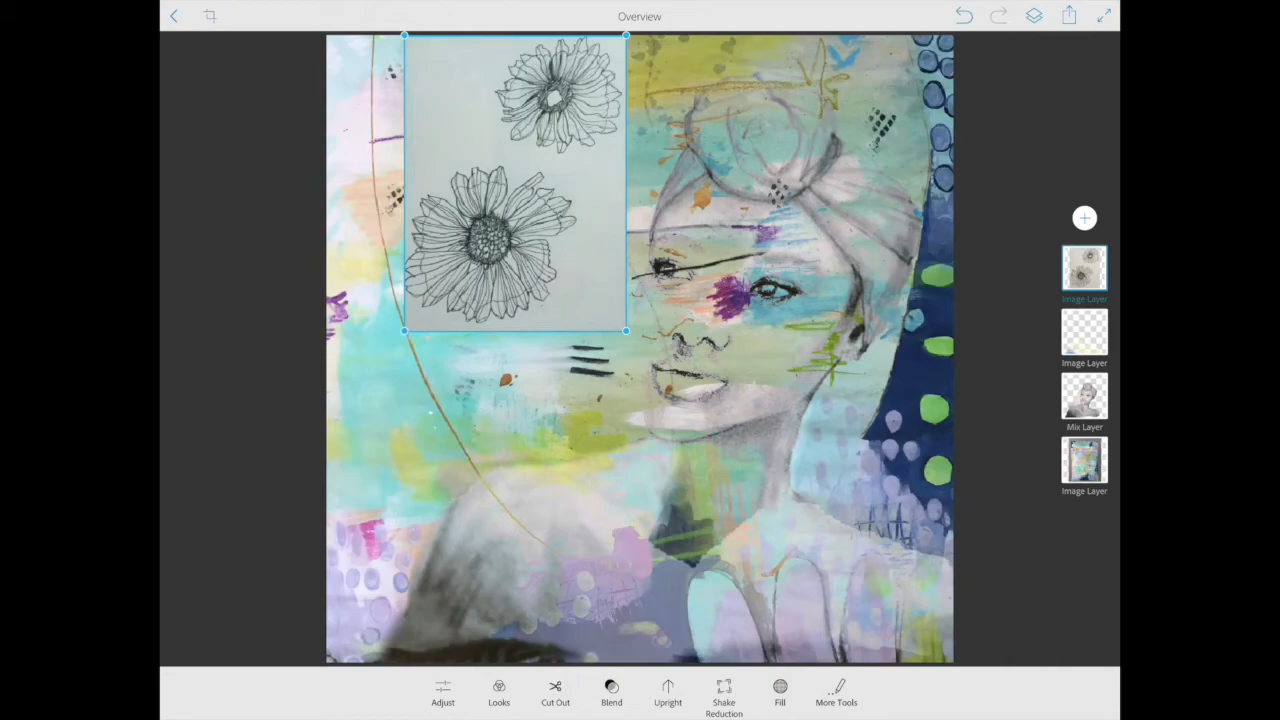 Overview
Image Layer
Image Layer
Mix Layer
Image Layer
Adjust
Looks
Cut Out
Blend
Upright
Shake
Reduction
Fill
More Tools